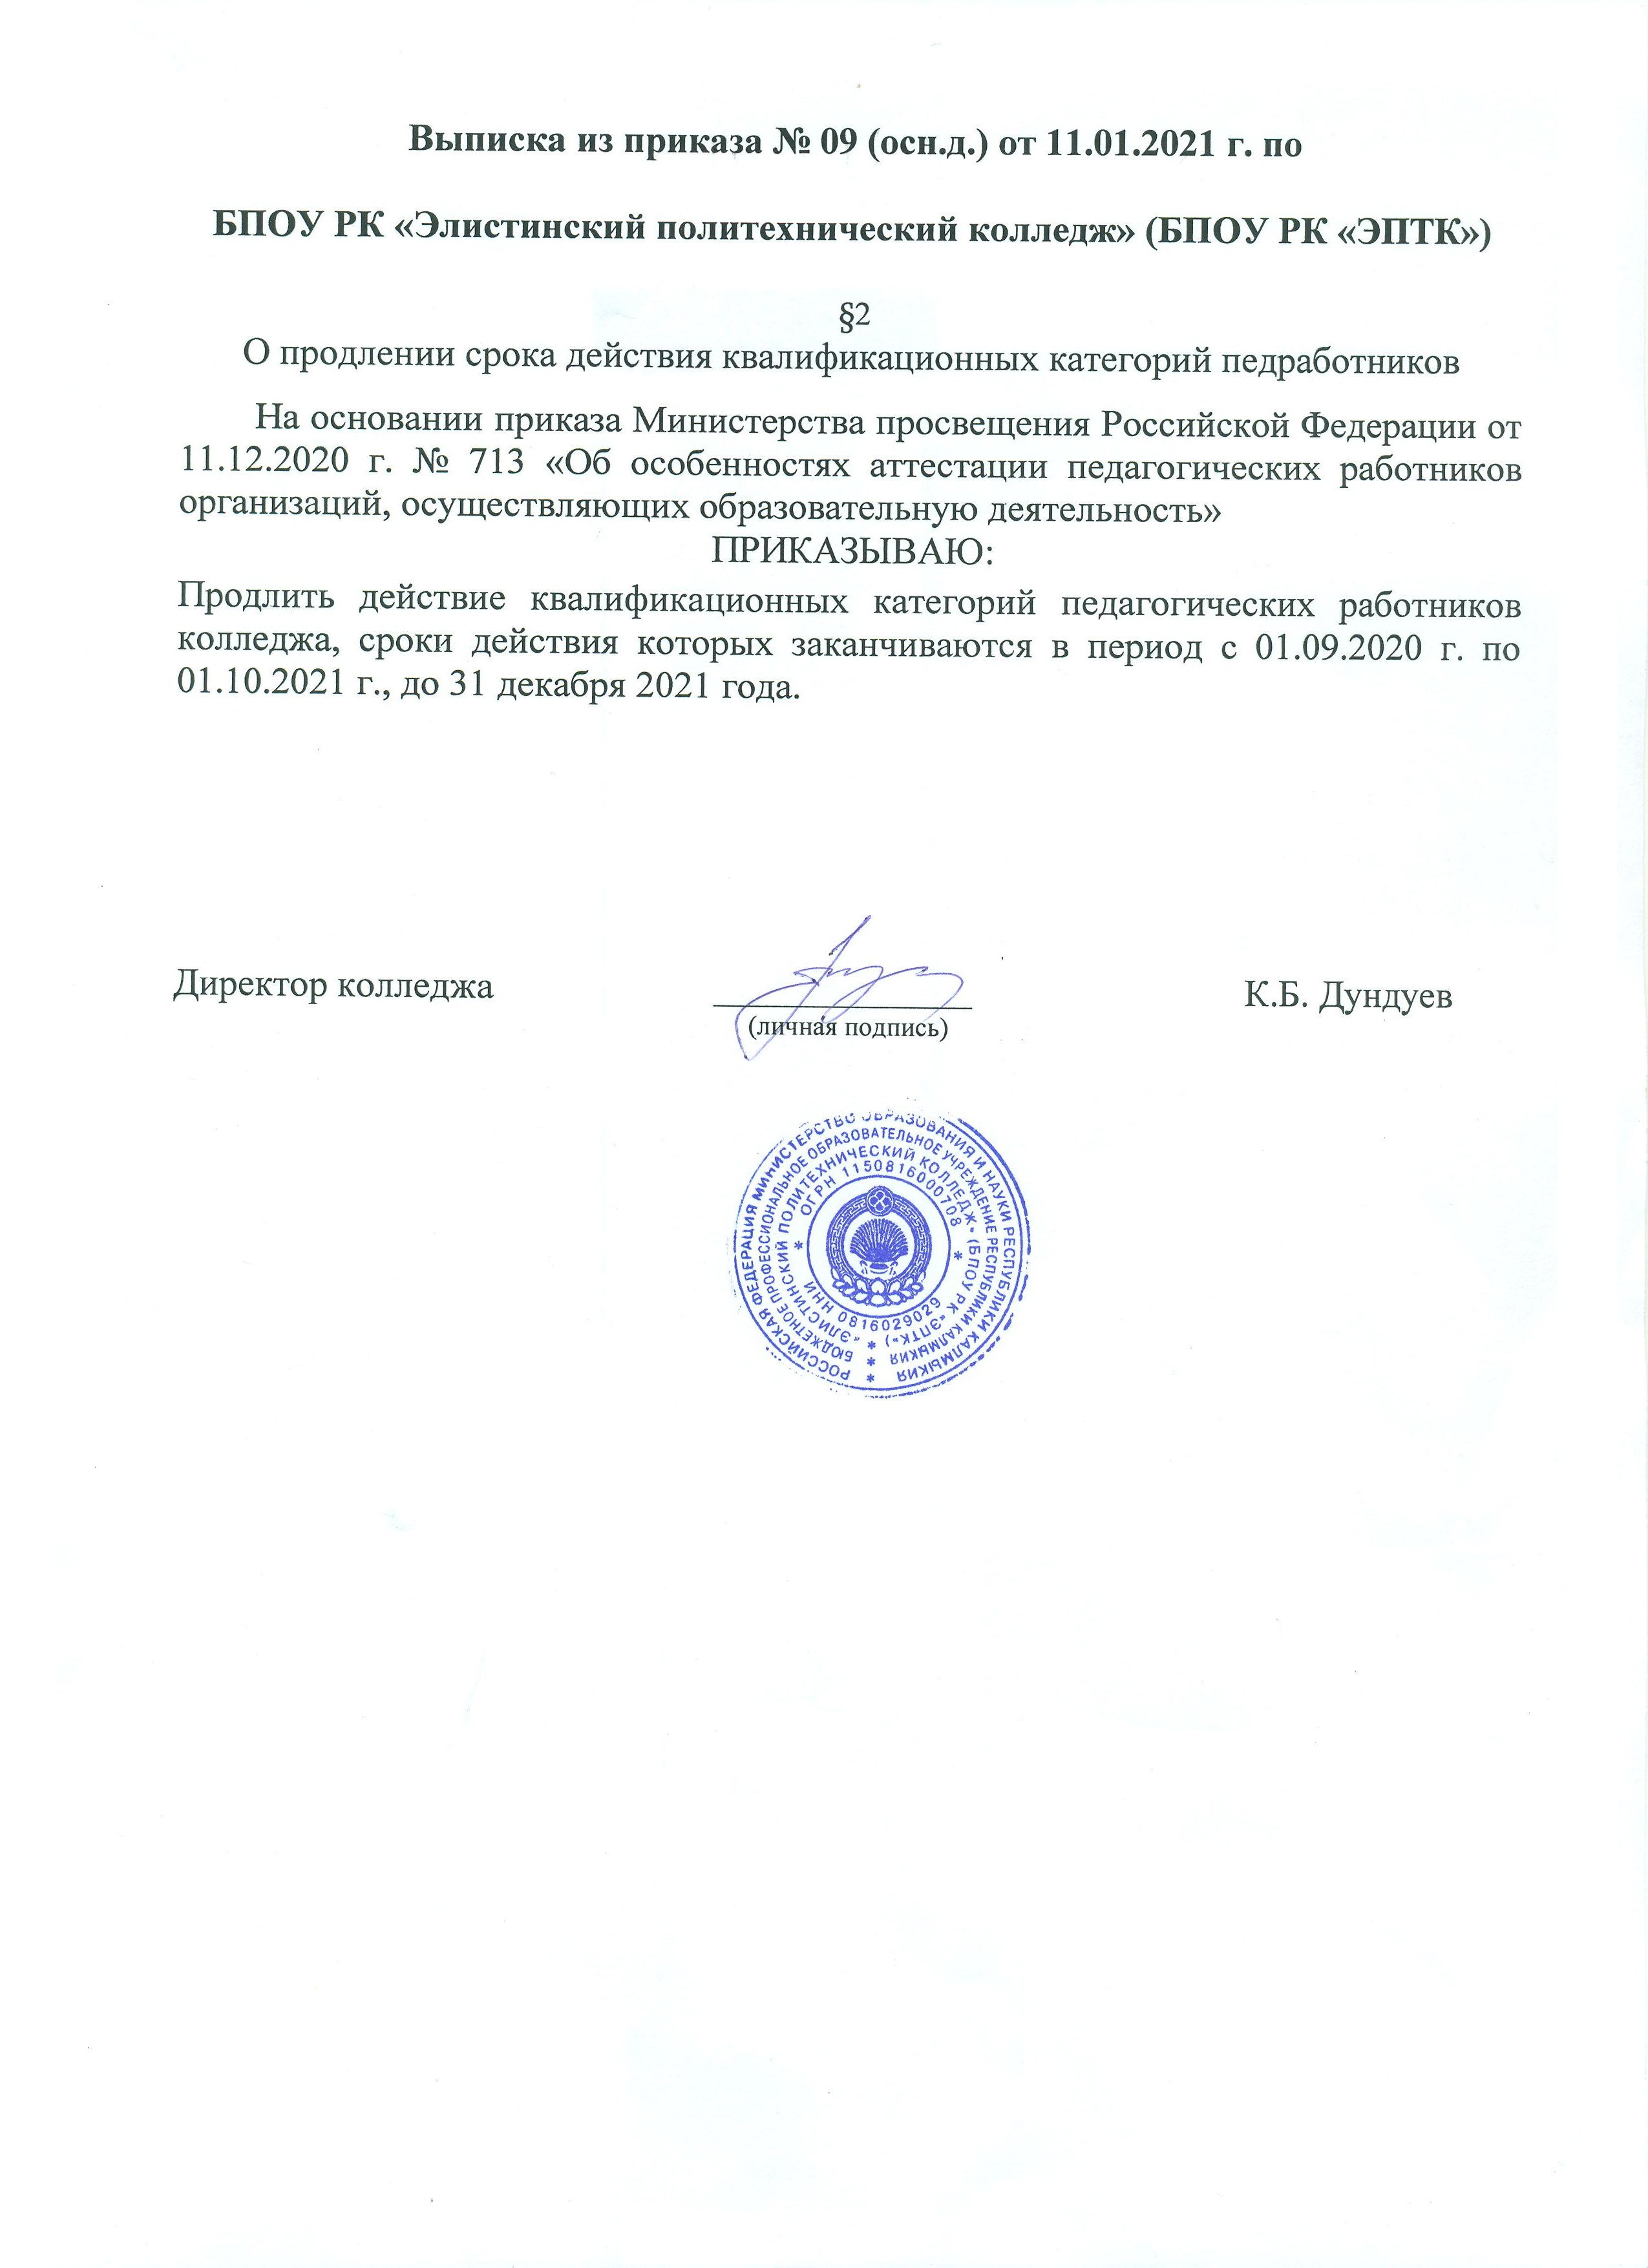 Выписка из приказа № 09 (осн.д.) от 11.01.2021 г. по
БПОУ РК «Элистинский политехнический колледж» (БПОУ РК «ЭПТК»)
§2
О продлении срока действия квалификационных категорий педработников
На основании приказа Министерства просвещения Российской Федерации от
11.12.2020 г. № 713 «Об особенностях аттестации педагогических работников
организаций, осуществляющих образовательную деятельность»
ПРИКАЗЫВАЮ:
Продлить действие квалификационных категорий педагогических работников
колледжа, сроки действия которых заканчиваются в период с 01.09.2020 г. по
01.10.2021 г., до 31 декабря 2021 года.
Директор колледжа
(личная подпись)
К.Б. Дундуев
РОССИЙСКАЯ ФЕДЕРАЦИЯ МИНИСТЕРСТВО ОБРАЗОВАНИЯ И НАУКИ РЕСПУБЛИКИ КАЛМЫКИЯ
БЮДЖЕТНОЕ ПРОФЕССИОНАЛЬНОЕ ОБРАЗОВАТЕЛЬНОЕ УЧРЕЖДЕНИЕ РЕСПУБЛИКИ КАЛМЫКИЯ
"ЭЛИСТИНСКИЙ ПОЛИТЕХНИЧЕСКИЙ КОЛЛЕДЖ" (БПОУ РК «ЭПТК»)
ОГРН 1150816000708
ИНН 0816029029